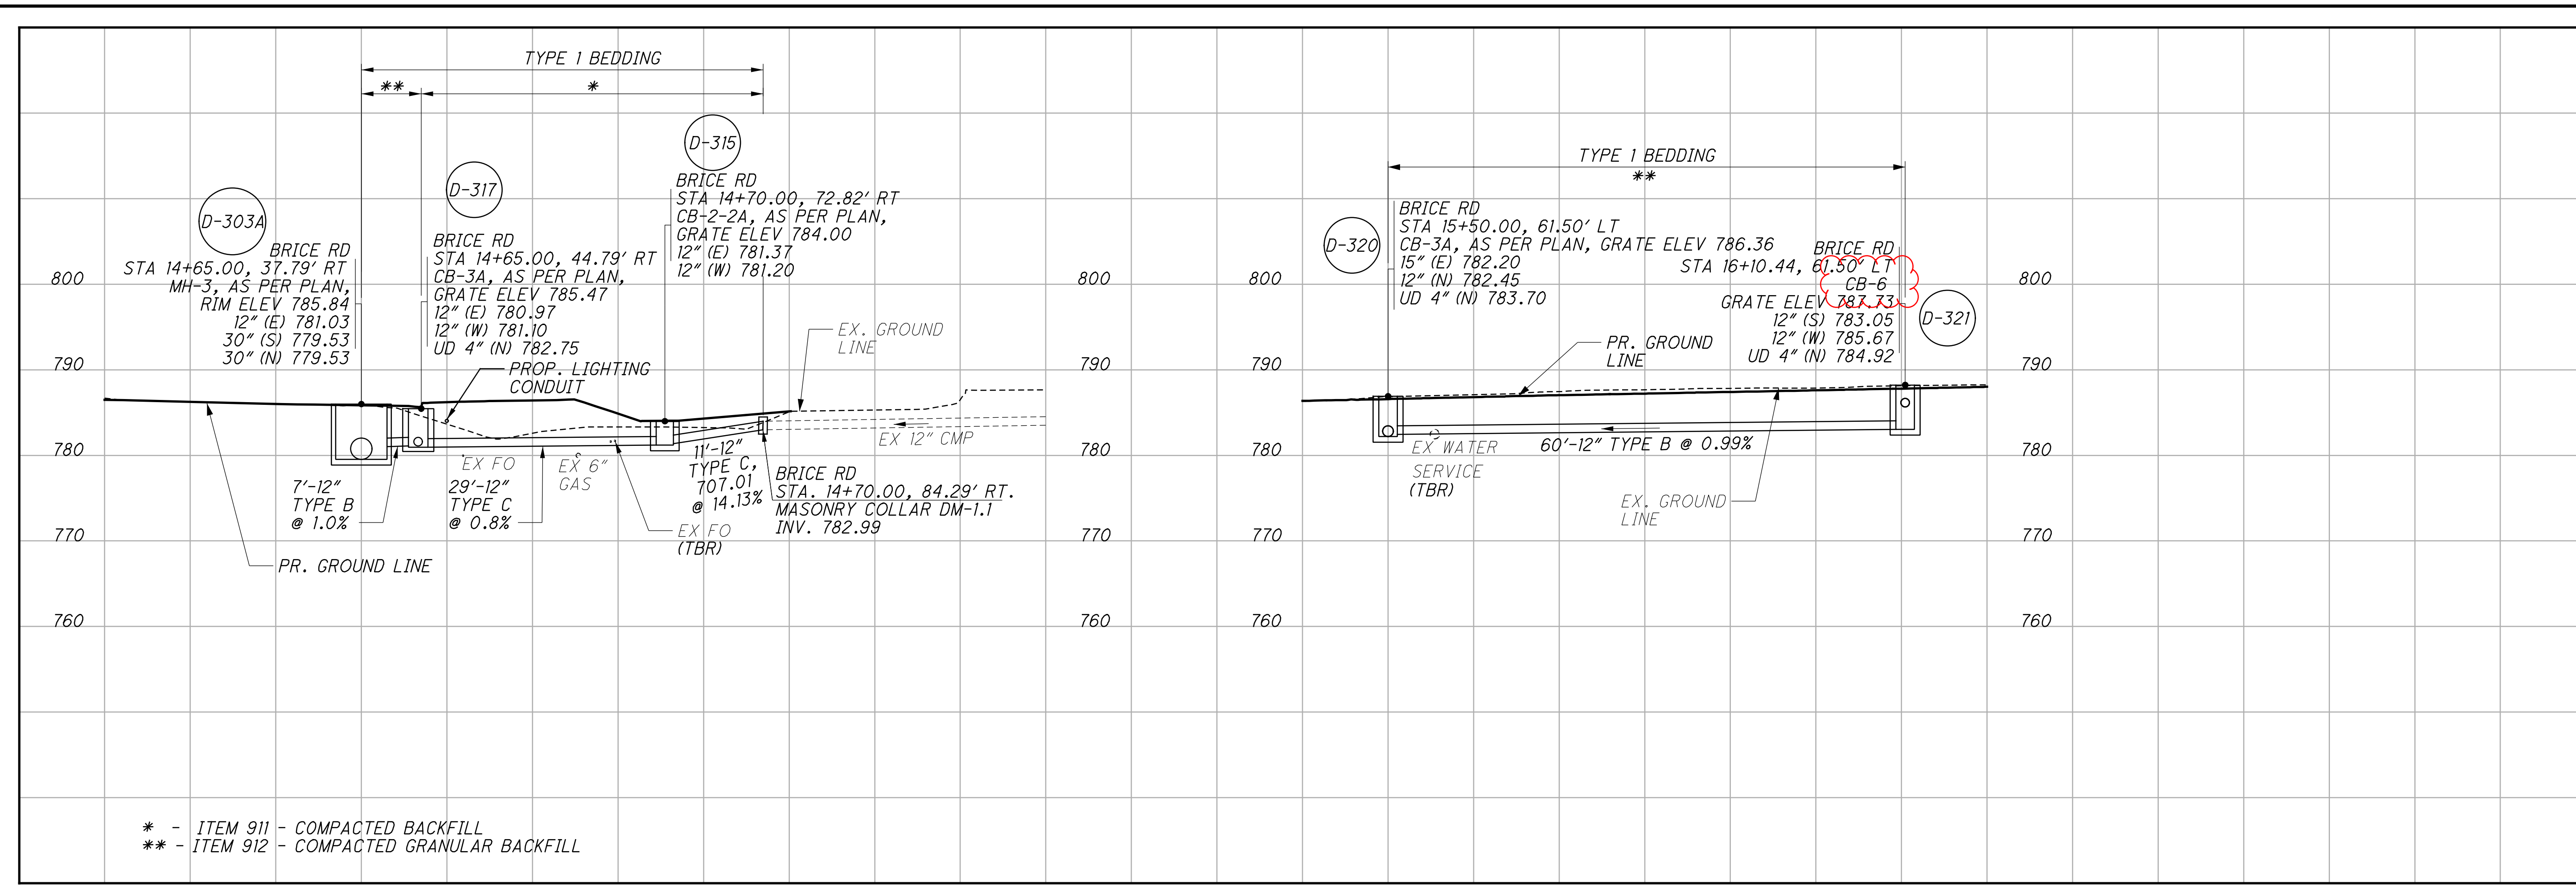 TYPE 1 BEDDING
**
*
D-303A
BRICE RD
STA 14+65.00, 37.79' RT
MH-3, AS PER PLAN,
RIM ELEV 785.84
12" (E) 781.03
30" (S) 779.53
30" (N) 779.53
D-317
BRICE RD
STA 14+65.00, 44.79' RT
CB-3A, AS PER PLAN,
GRATE ELEV 785.47
12" (E) 780.97
12" (W) 781.10
UD 4" (N) 782.75
D-315
BRICE RD
STA 14+70.00, 72.82' RT
CB-2-2A, AS PER PLAN,
GRATE ELEV 784.00
12" (E) 781.37
12" (W) 781.20
PROP. LIGHTING
CONDUIT
EX. GROUND
LINE
EX 12" CMP
EX FO
EX 6"
GAS
7'-12"
TYPE B
@ 1.0%
29'-12"
TYPE C
@ 0.8%
11'-12"
TYPE C,
707.01
@ 14.13%
BRICE RD
STA. 14+70.00, 84.29' RT.
MASONRY COLLAR DM-1.1
INV. 782.99
EX FO
(TBR)
PR. GROUND LINE
800
790
780
770
760
800
790
780
770
760
TYPE 1 BEDDING
**
D-320
BRICE RD
STA 15+50.00, 61.50' LT
CB-3A, AS PER PLAN, GRATE ELEV 786.36
15" (E) 782.20
12" (N) 782.45
UD 4" (N) 783.70
BRICE RD
STA 16+10.44, 61.50' LT
CB-6
GRATE ELEV 787.73
12" (S) 783.05
12" (W) 785.67
UD 4" (N) 784.92
D-321
PR. GROUND
LINE
EX WATER
SERVICE
(TBR)
60'-12" TYPE B @ 0.99%
EX. GROUND
LINE
800
790
780
770
760
800
790
780
770
760
* - ITEM 911 - COMPACTED BACKFILL
** - ITEM 912 - COMPACTED GRANULAR BACKFILL